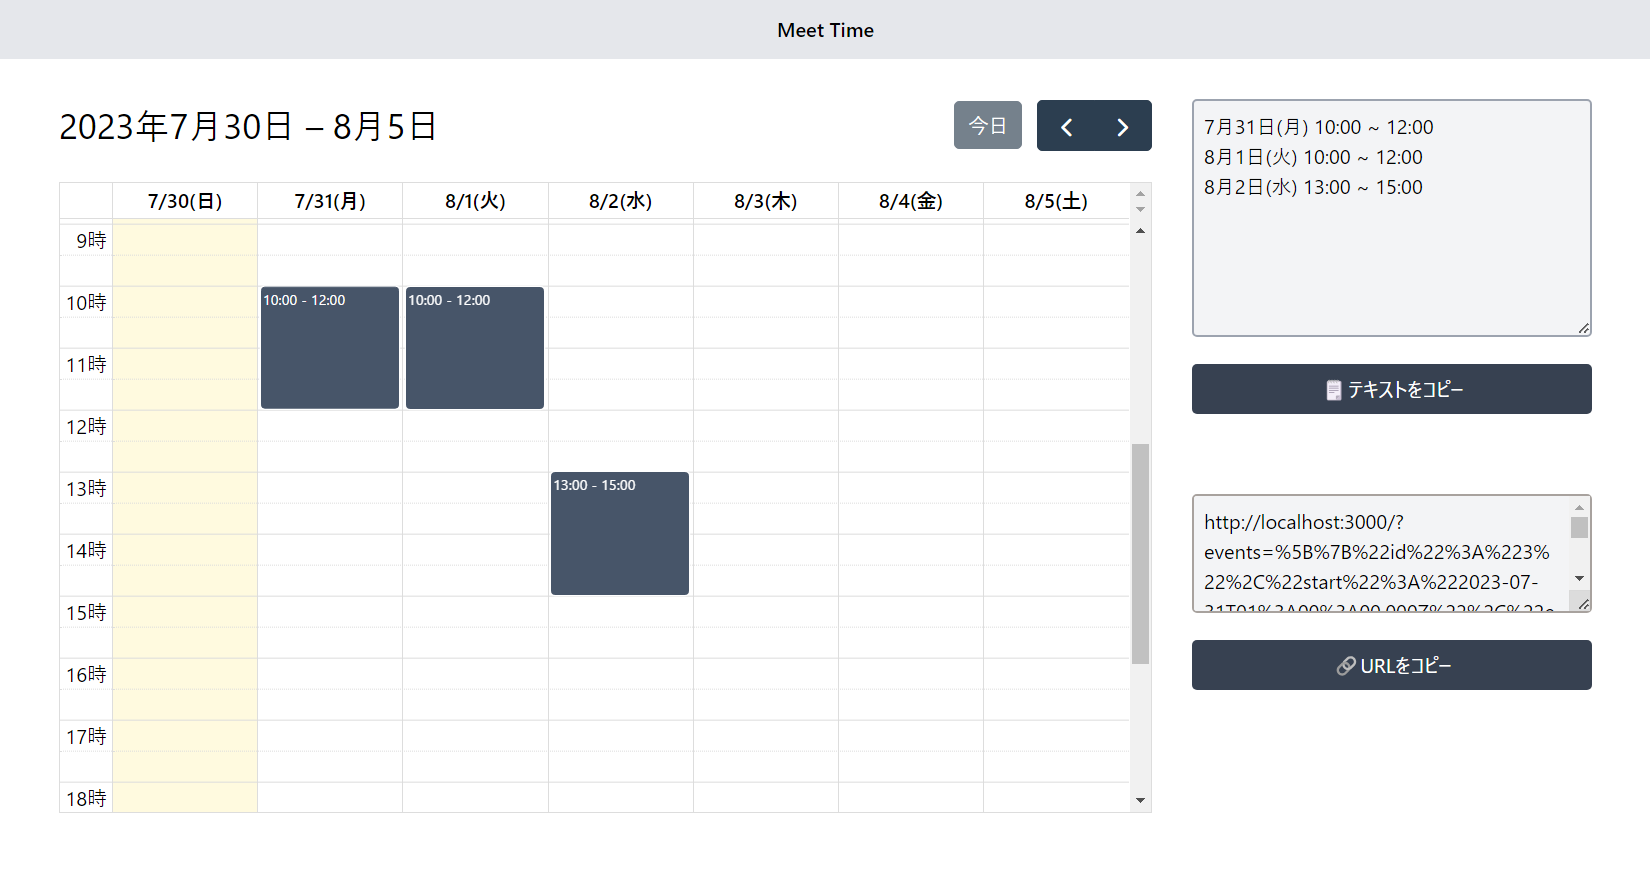 Meet Time
2023年7月30日 – 8月5日
今日
7/30(日) 7/31(月) 8/1(火) 8/2(水) 8/3(木) 8/4(金) 8/5(土)
9時
10時
10:00 - 12:00
10:00 - 12:00
11時
12時
13時
13:00 - 15:00
14時
15時
16時
17時
18時
7月31日(月) 10:00 ~ 12:00
8月1日(火) 10:00 ~ 12:00
8月2日(水) 13:00 ~ 15:00
テキストをコピー
http://localhost:3000/?
events=%5B%7B%22id%22%3A%223%
22%2C%22start%22%3A%222023-07-
31T01%3A00%3A00.000Z%22%2C%22e
URLをコピー